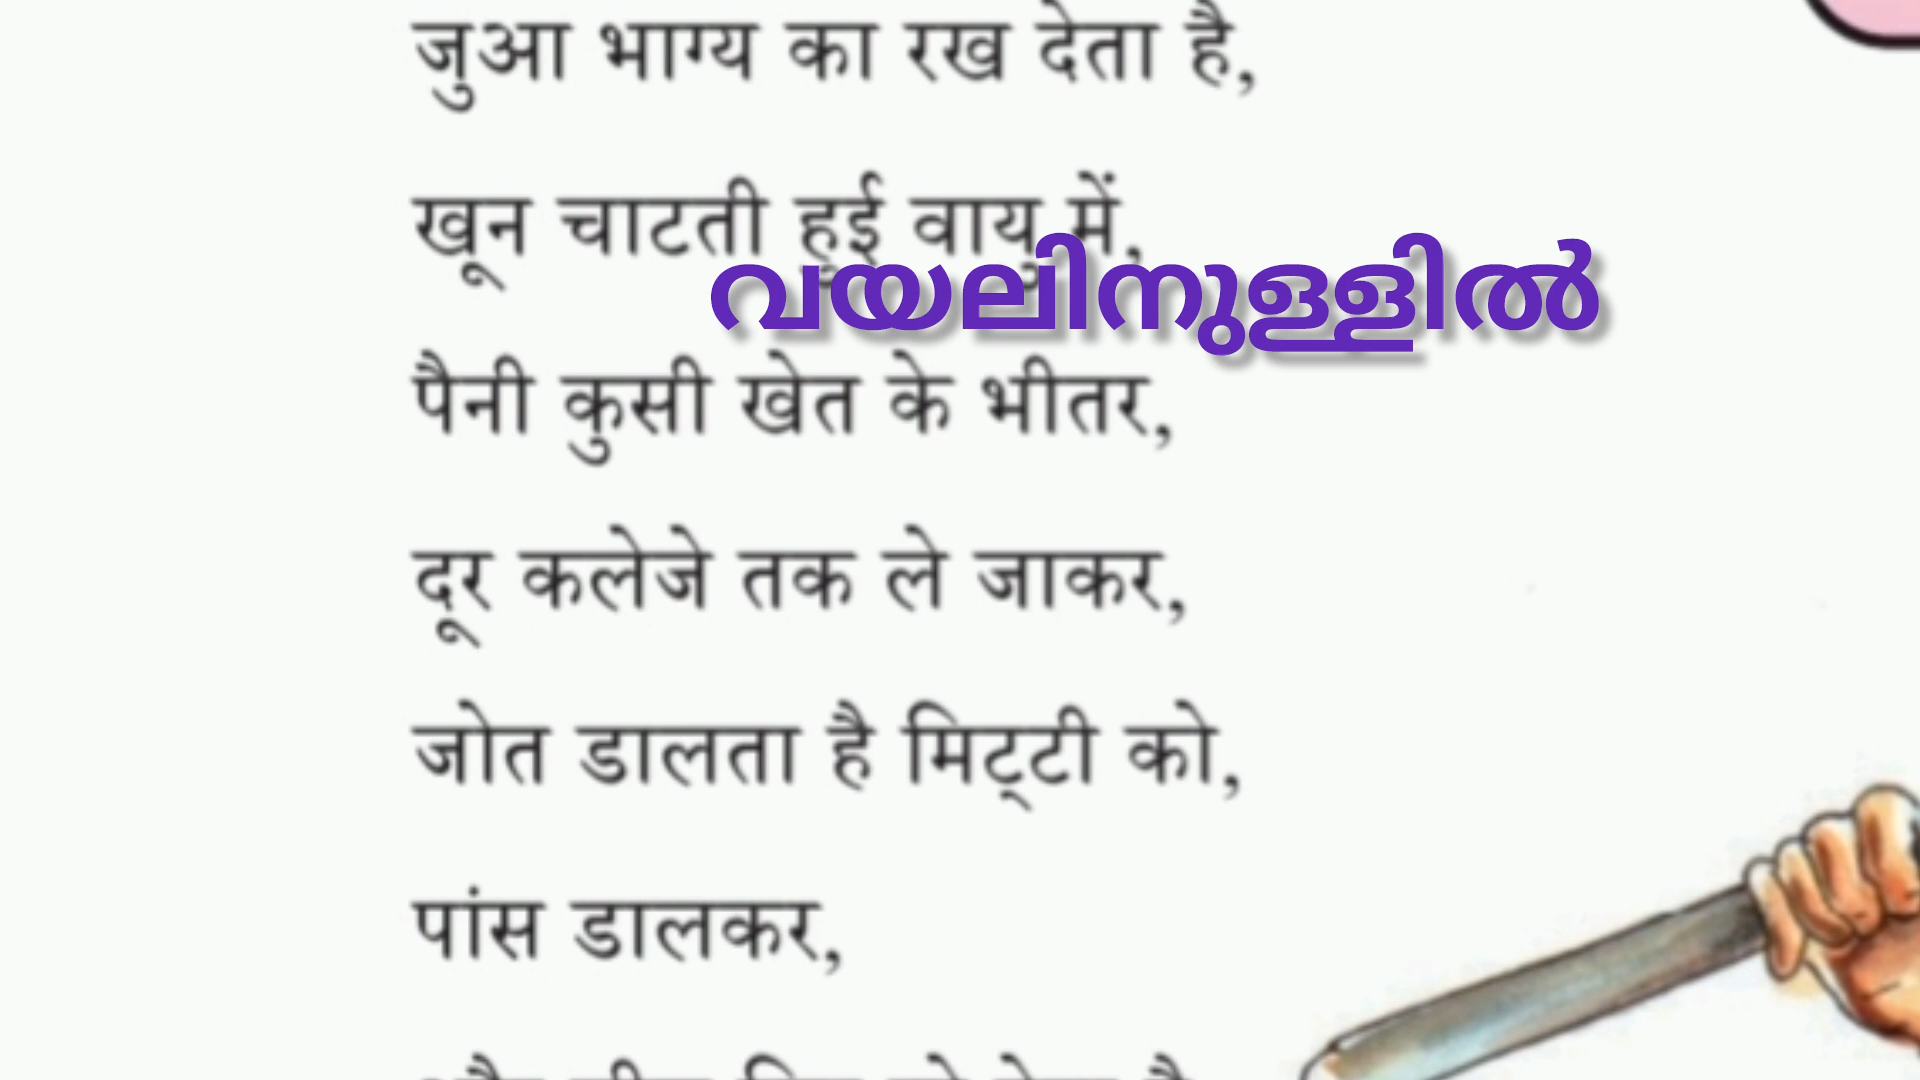 जुआ भाग्य का रख देता है,
खून चाटती हुई वायु में,
വയലിനുള്ളിൽ
पैनी कुसी खेत के भीतर,
दूर कलेजे तक ले जाकर,
जोत डालता है मिट्‌टी को,
पांस डालकर,